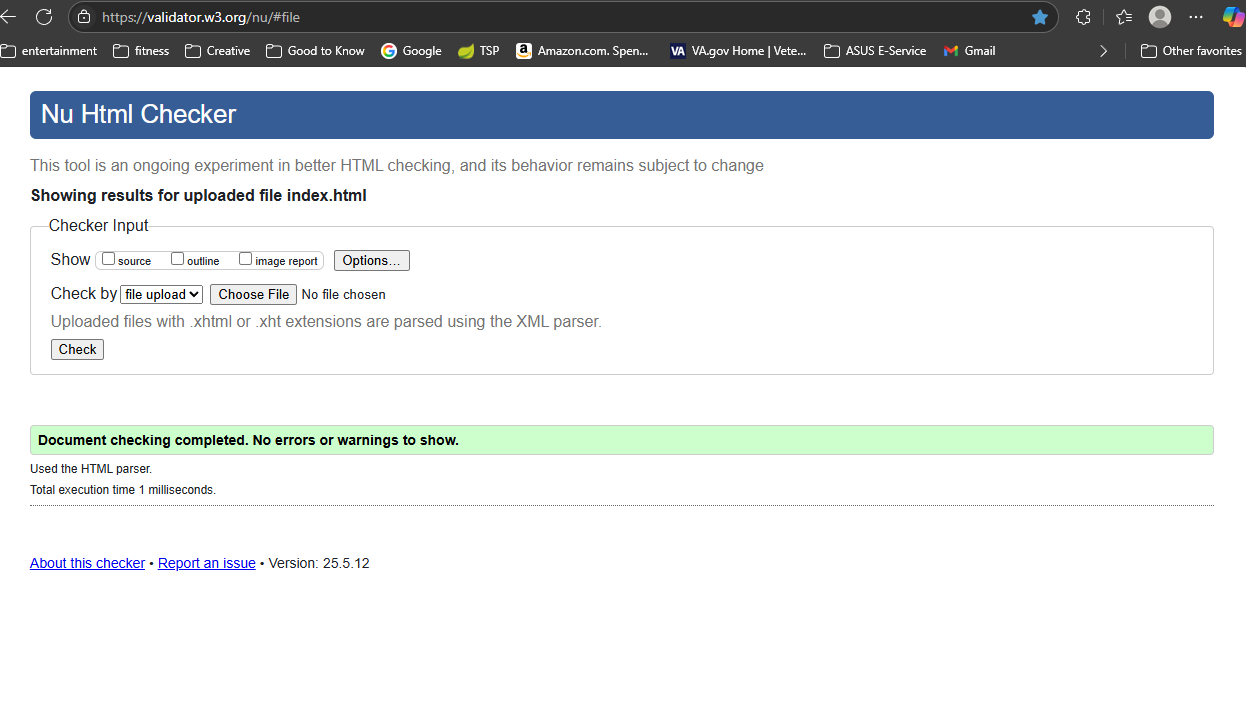 https://validator.w3.org/nu/#file
entertainment fitness Creative Good to Know Google TSP Amazon.com. Spen... VA VA.gov Home | Vete... ASUS E-Service Gmail Other favorites
Nu Html Checker
This tool is an ongoing experiment in better HTML checking, and its behavior remains subject to change
Showing results for uploaded file index.html
Checker Input
Show source outline image report Options...
Check by file upload Choose File No file chosen
Uploaded files with .xhtml or .xht extensions are parsed using the XML parser.
Check
Document checking completed. No errors or warnings to show.
Used the HTML parser.
Total execution time 1 milliseconds.
About this checker • Report an issue • Version: 25.5.12